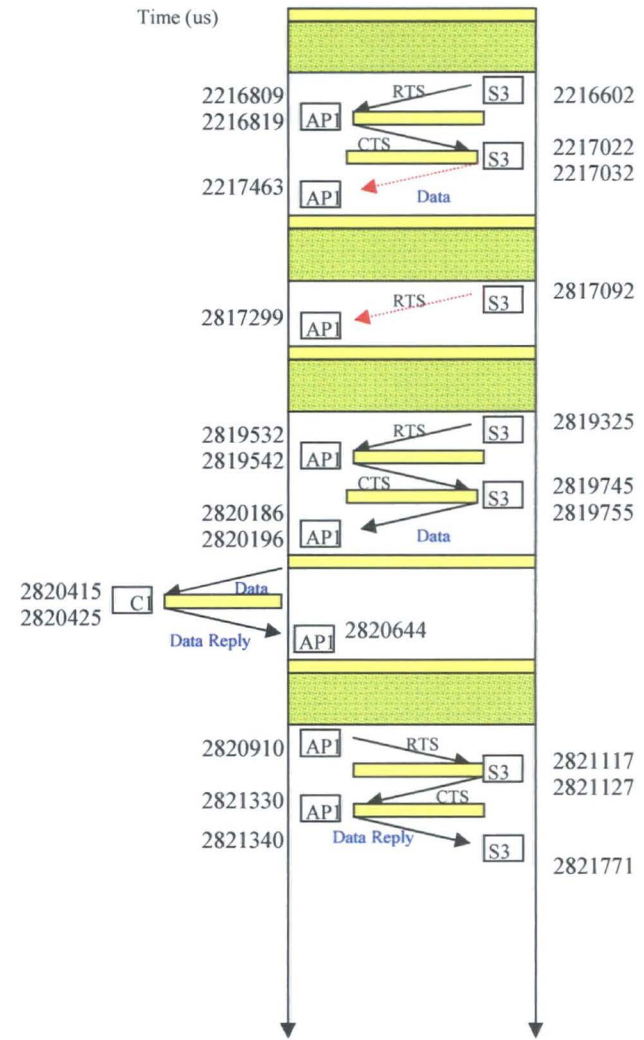 Time (us)
RTS
S3
2216809
2216602
2216819
AP1
CTS
S3
2217022
2217032
2217463
AP1
Data
RTS
S3
2817092
2817299
AP1
RTS
S3
2819325
2819532
2819542
AP1
CTS
S3
2819745
2819755
2820186
2820196
AP1
Data
2820415
2820425
C1
Data
Data Reply
AP1
2820644
2820910
AP1
RTS
S3
2821117
2821127
2821330
AP1
CTS
2821340
Data Reply
S3
2821771